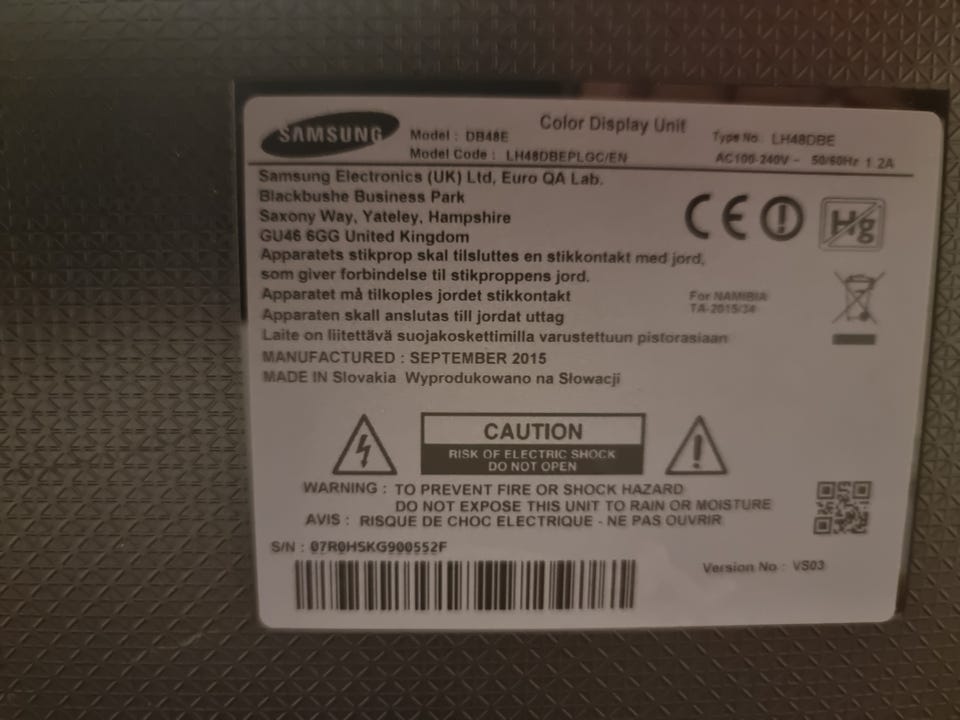 SAMSUNG
Color Display Unit
Model : DB48E
Type No. LH48DBE
Model Code : LH48DBEPLGC/EN
AC100-240V ~ 50/60Hz 1.2A
Samsung Electronics (UK) Ltd, Euro QA Lab.
Blackbushe Business Park
Saxony Way, Yateley, Hampshire
GU46 6GG United Kingdom
Apparatets stikprop skal tilsluttes en stikkontakt med jord,
som giver forbindelse til stikproppens jord.
Apparatet må tilkoples jordet stikkontakt
Apparaten skall anslutas till jordat uttag
Laite on liitettävä suojakoskettimilla varustettuun pistorasiaan
CE
Hg
For NAMIBIA
TA-2015/34
MANUFACTURED : SEPTEMBER 2015
MADE IN Slovakia Wyprodukowano na Słowacji
CAUTION
RISK OF ELECTRIC SHOCK
DO NOT OPEN
WARNING : TO PREVENT FIRE OR SHOCK HAZARD
DO NOT EXPOSE THIS UNIT TO RAIN OR MOISTURE
AVIS : RISQUE DE CHOC ELECTRIQUE - NE PAS OUVRIR
S/N : 07R0HSKG900552F
Version No : VS03